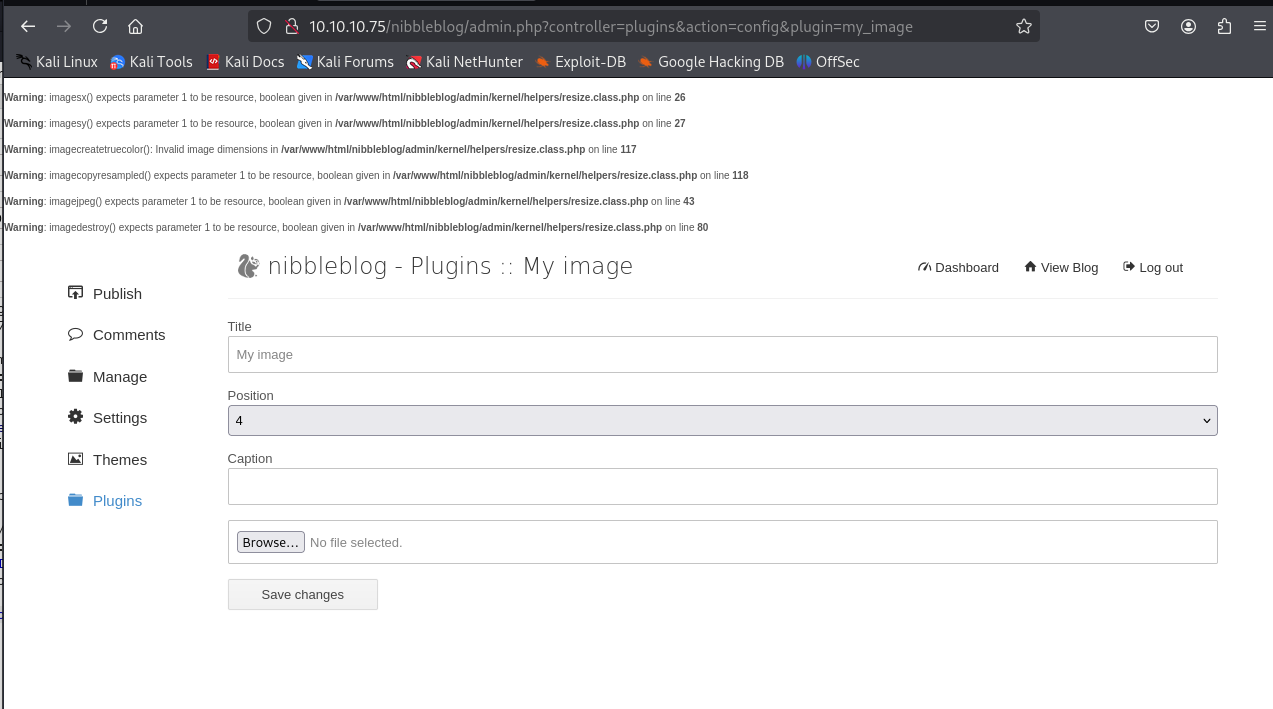 10.10.10.75/nibbleblog/admin.php?controller=plugins&action=config&plugin=my_image
Kali Linux Kali Tools Kali Docs Kali Forums Kali NetHunter Exploit-DB Google Hacking DB OffSec
Warning: imagesx() expects parameter 1 to be resource, boolean given in /var/www/html/nibbleblog/admin/kernel/helpers/resize.class.php on line 26
Warning: imagesy() expects parameter 1 to be resource, boolean given in /var/www/html/nibbleblog/admin/kernel/helpers/resize.class.php on line 27
Warning: imagecreatetruecolor(): Invalid image dimensions in /var/www/html/nibbleblog/admin/kernel/helpers/resize.class.php on line 117
Warning: imagecopyresampled() expects parameter 1 to be resource, boolean given in /var/www/html/nibbleblog/admin/kernel/helpers/resize.class.php on line 118
Warning: imagejpeg() expects parameter 1 to be resource, boolean given in /var/www/html/nibbleblog/admin/kernel/helpers/resize.class.php on line 43
Warning: imagedestroy() expects parameter 1 to be resource, boolean given in /var/www/html/nibbleblog/admin/kernel/helpers/resize.class.php on line 80
nibbleblog - Plugins :: My image
Dashboard View Blog Log out
Publish
Comments
Manage
Settings
Themes
Plugins
Title
My image
Position
4
Caption
Browse... No file selected.
Save changes